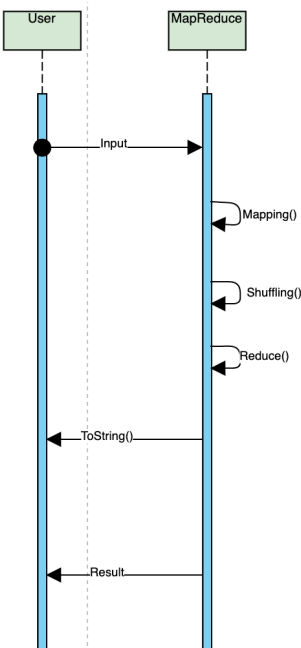 User
MapReduce
Input
Mapping()
Shuffling()
Reduce()
ToString()
Result